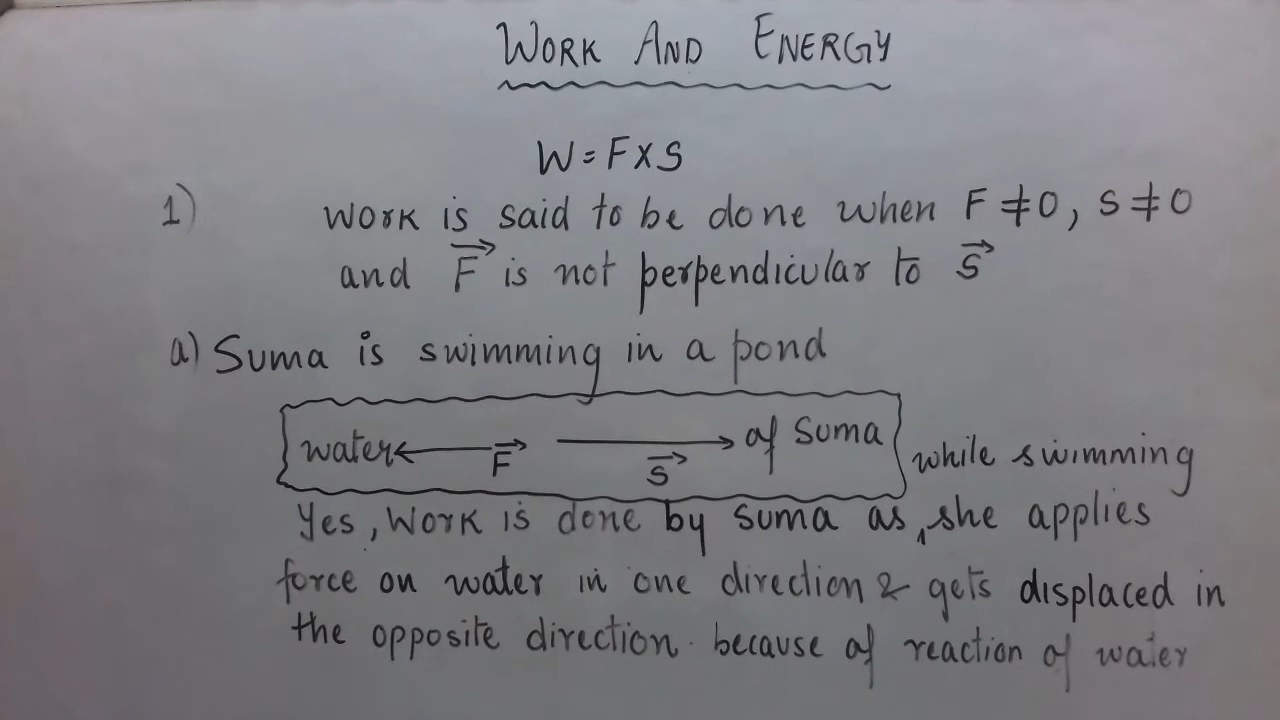 WORK AND ENERGY
W = F X S
1) Work is said to be done when F ≠ 0, S ≠ 0
and F⃗ is not perpendicular to S⃗
a) Suma is swimming in a pond
water ← F⃗ S⃗ → of Suma while swimming
Yes, Work is done by Suma as, she applies
force on water in one direction & gets displaced in
the opposite direction. because of reaction of water